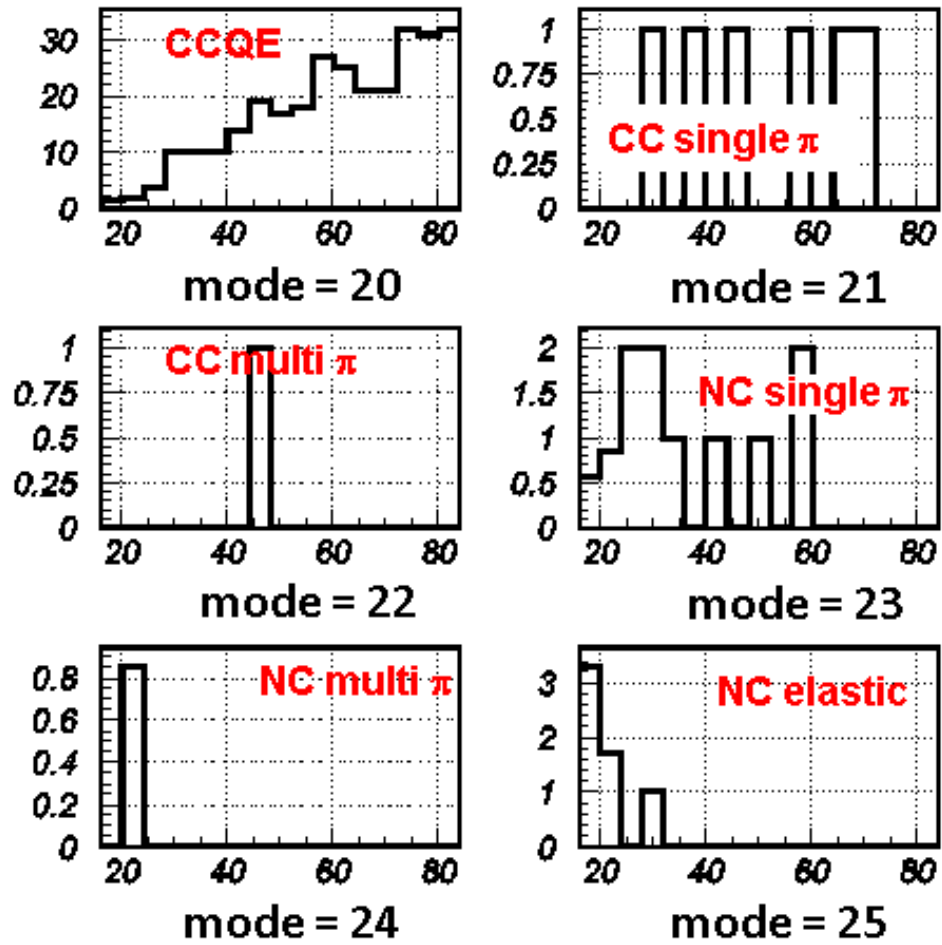 CCQE
30
20
10
0
20 40 60 80
mode = 20
CC single π
1
0.75
0.5
0.25
0
20 40 60 80
mode = 21
CC multi π
1
0.75
0.5
0.25
0
20 40 60 80
mode = 22
NC single π
2
1.5
1
0.5
0
20 40 60 80
mode = 23
NC multi π
0.8
0.6
0.4
0.2
0
20 40 60 80
mode = 24
NC elastic
3
2
1
0
20 40 60 80
mode = 25